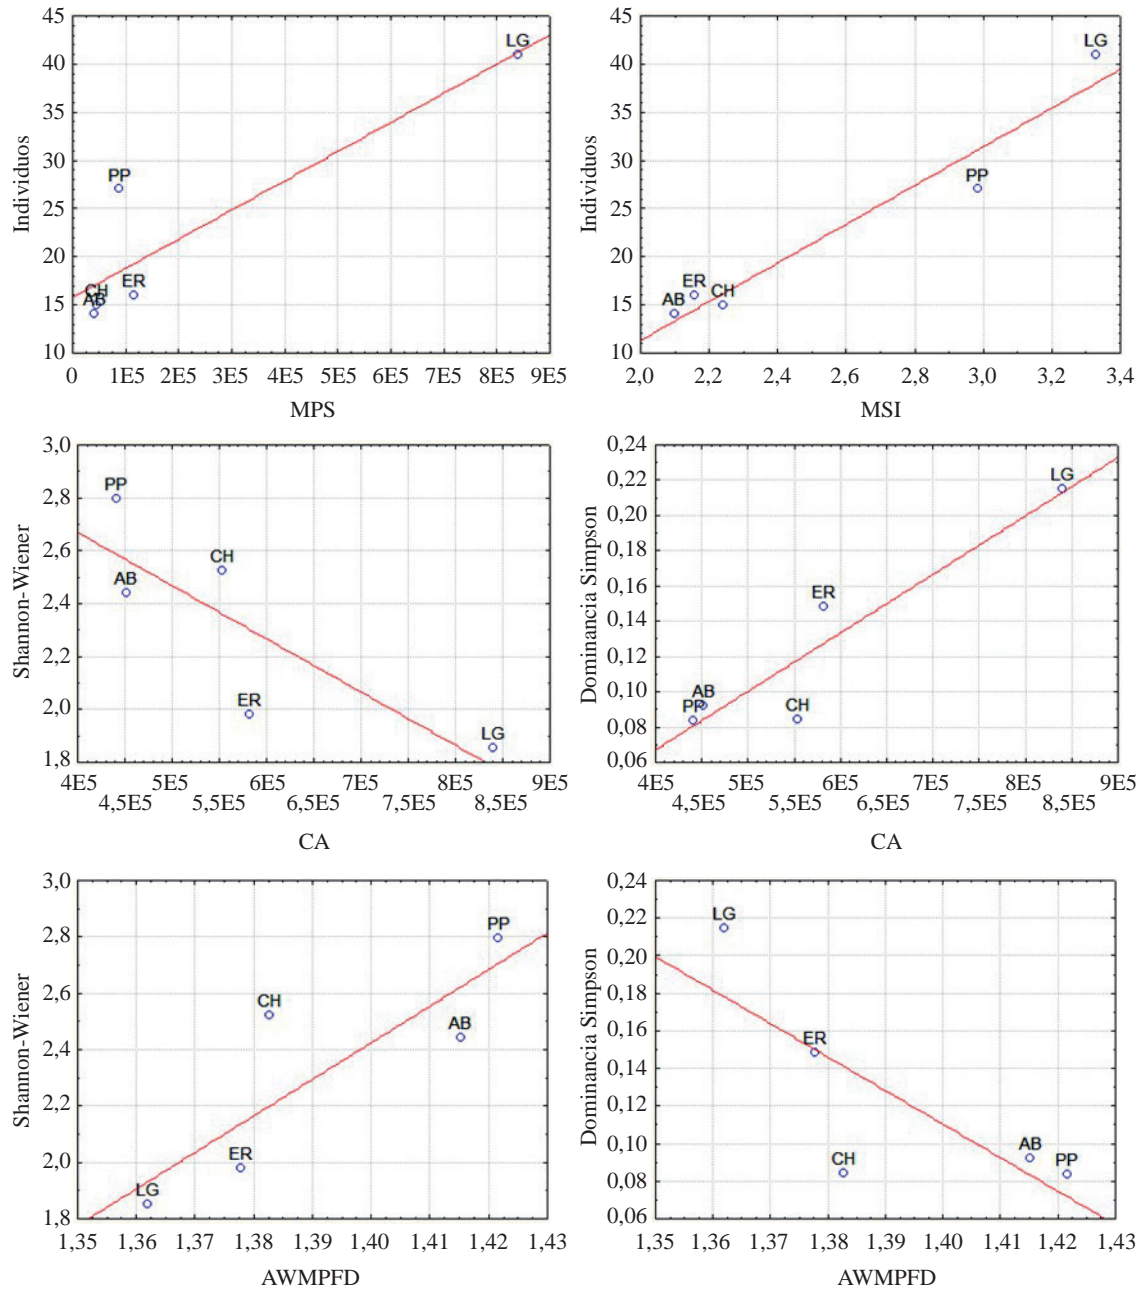 45
40
35
30
25
20
15
10
Individuos
LG
PP
ER
CH
AB
0 1E5 2E5 3E5 4E5 5E5 6E5 7E5 8E5 9E5
MPS
45
40
35
30
25
20
15
10
Individuos
LG
PP
ER
CH
AB
2,0 2,2 2,4 2,6 2,8 3,0 3,2 3,4
MSI
3,0
2,8
2,6
2,4
2,2
2,0
1,8
Shannon-Wiener
PP
CH
AB
ER
LG
4E5 5E5 6E5 7E5 8E5 9E5
4,5E5 5,5E5 6,5E5 7,5E5 8,5E5
CA
0,24
0,22
0,20
0,18
0,16
0,14
0,12
0,10
0,08
0,06
Dominancia Simpson
LG
ER
AB
PP
CH
4E5 5E5 6E5 7E5 8E5 9E5
4,5E5 5,5E5 6,5E5 7,5E5 8,5E5
CA
3,0
2,8
2,6
2,4
2,2
2,0
1,8
Shannon-Wiener
PP
CH
AB
ER
LG
1,35 1,36 1,37 1,38 1,39 1,40 1,41 1,42 1,43
AWMPFD
0,24
0,22
0,20
0,18
0,16
0,14
0,12
0,10
0,08
0,06
Dominancia Simpson
LG
ER
AB
CH
PP
1,35 1,36 1,37 1,38 1,39 1,40 1,41 1,42 1,43
AWMPFD